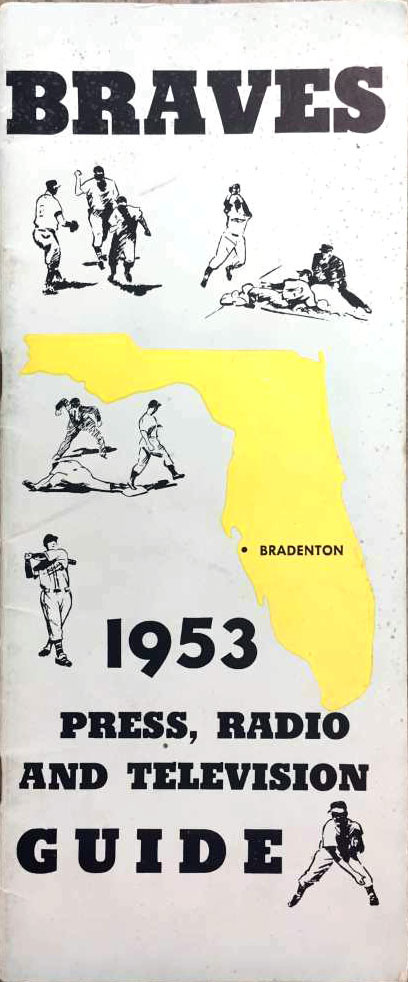 BRAVES
BRADENTON
1953
PRESS, RADIO
AND TELEVISION
GUIDE